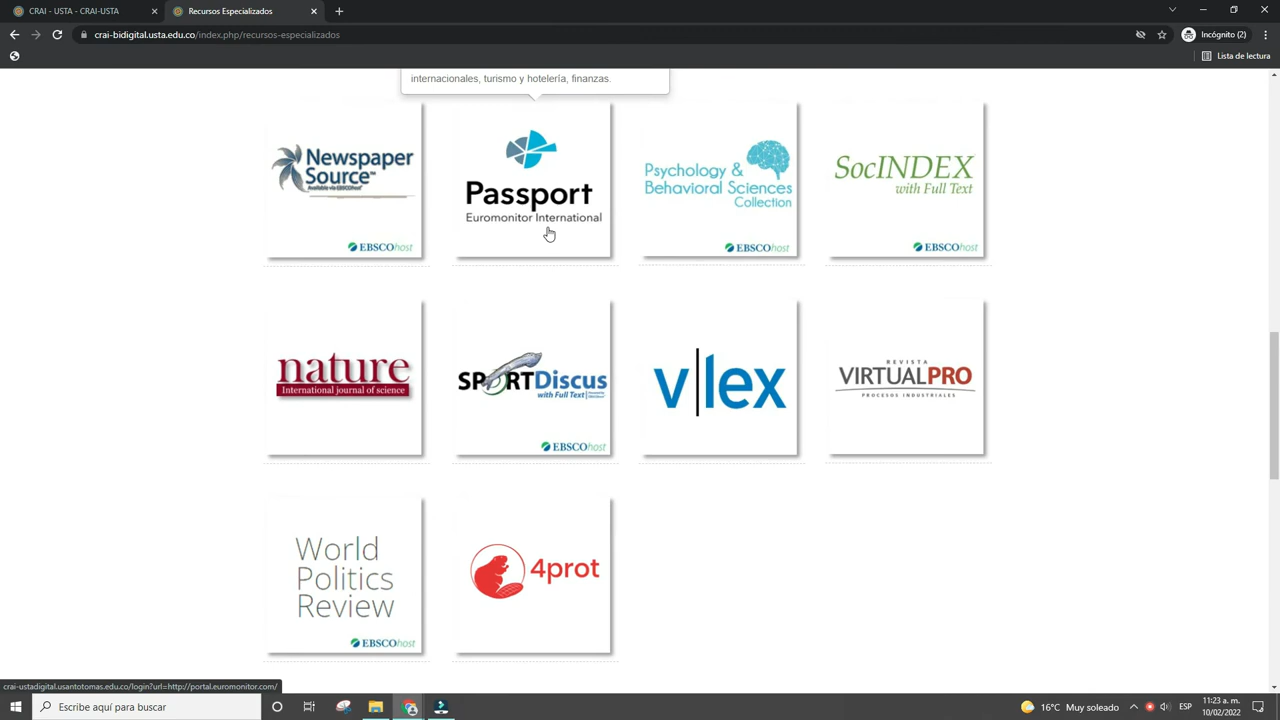 CRAI - USTA - CRAI-USTA
Recursos Especializados
crai-bidigital.usta.edu.co/index.php/recursos-especializados
Incógnito (2)
Lista de lectura
internacionales, turismo y hotelería, finanzas.
Newspaper
Source™
Available via EBSCOhost
EBSCOhost
Passport
Euromonitor International
Psychology &
Behavioral Sciences
Collection
EBSCOhost
SocINDEX
with Full Text
EBSCOhost
nature
International journal of science
SPORTDiscus
with Full Text
EBSCOhost
v|lex
REVISTA
VIRTUALPRO
PROCESOS INDUSTRIALES
World
Politics
Review
EBSCOhost
4prot
crai-ustadigital.usantotomas.edu.co/login?url=http://portal.euromonitor.com/
Escribe aquí para buscar
16°C Muy soleado
ESP
11:23 a. m.
10/02/2022